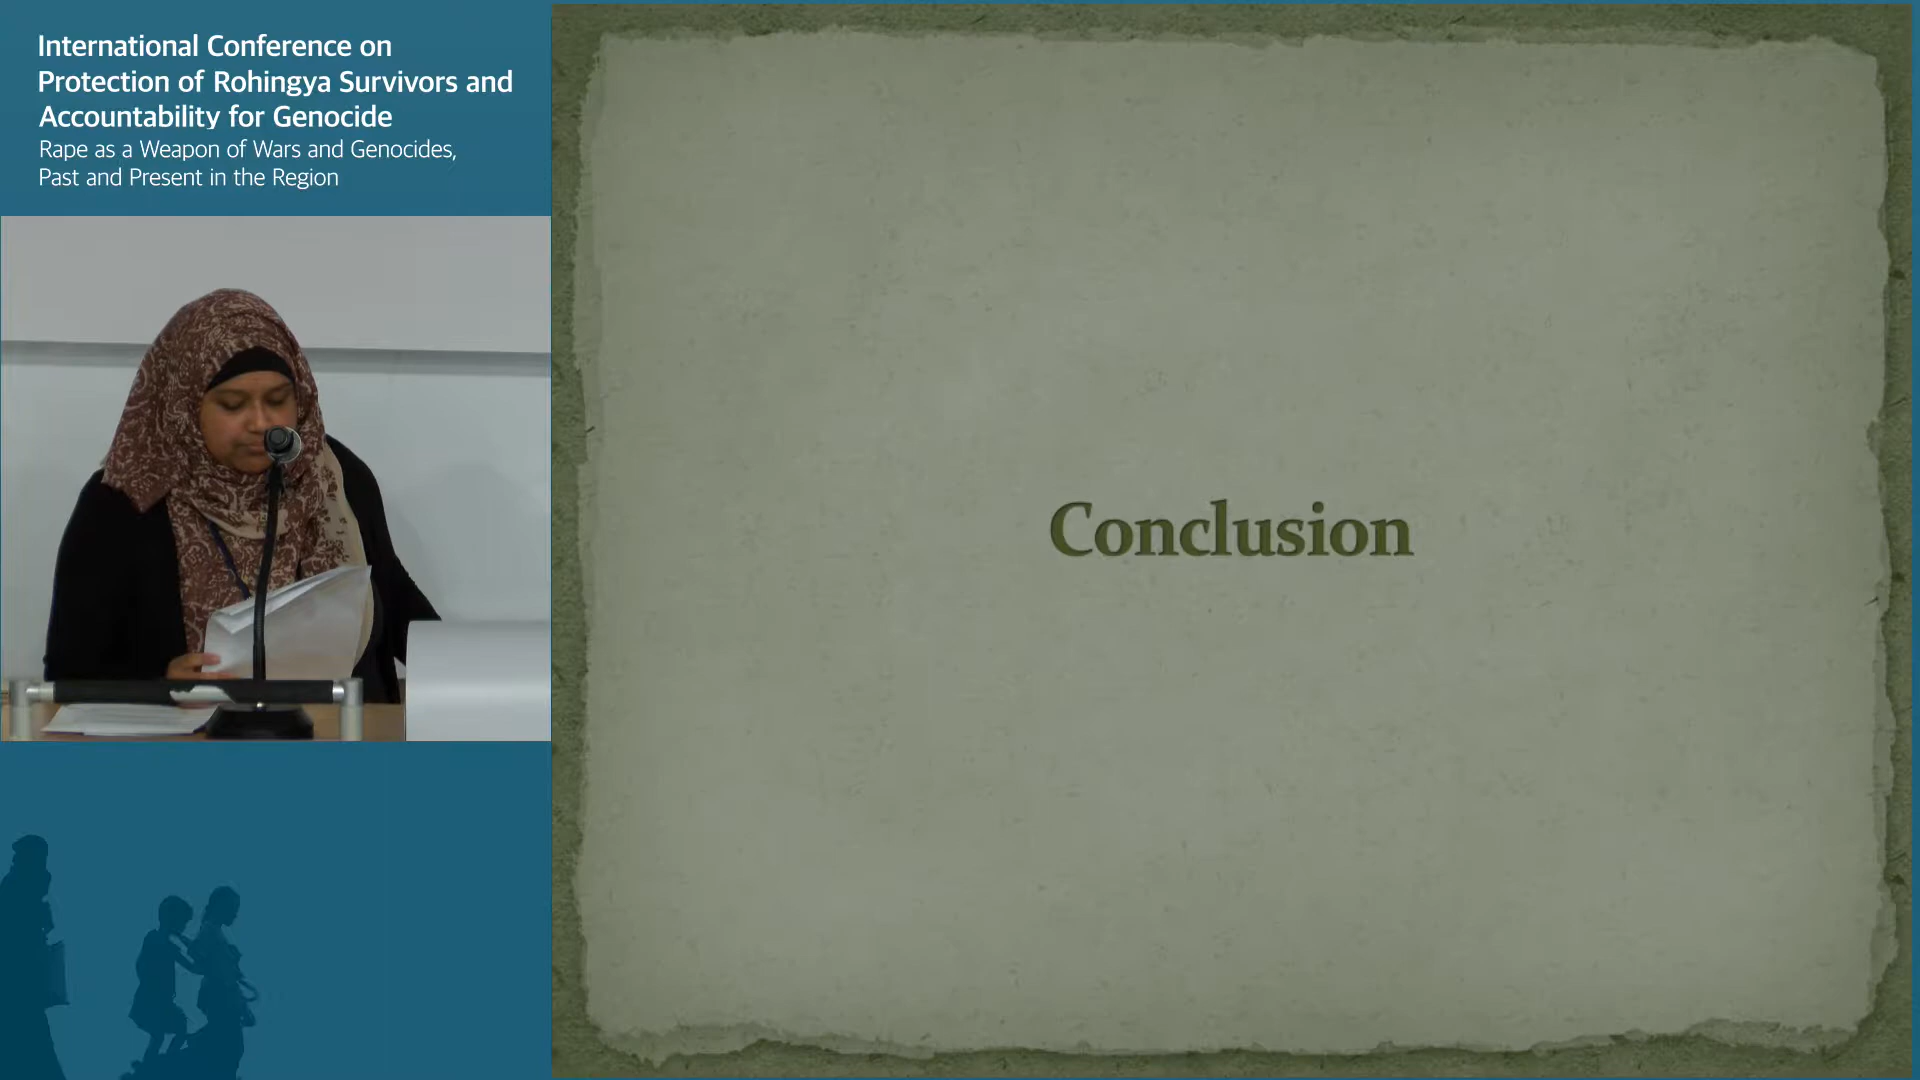 International Conference on
Protection of Rohingya Survivors and
Accountability for Genocide
Rape as a Weapon of Wars and Genocides,
Past and Present in the Region
Conclusion